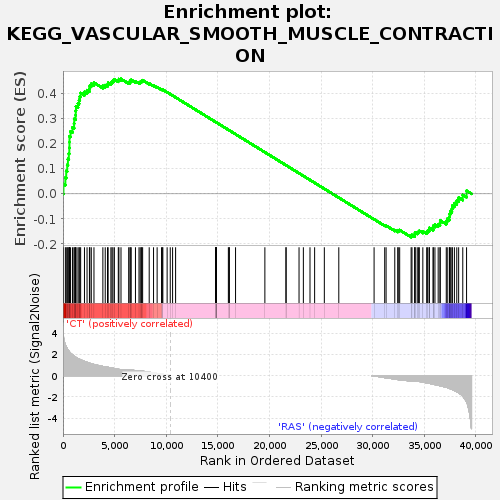 Enrichment plot:
KEGG_VASCULAR_SMOOTH_MUSCLE_CONTRACTI
ON
Enrichment score (ES)
0.4
0.3
0.2
0.1
0.0
-0.1
-0.2
'CT' (positively correlated)
Ranked list metric (Signal2Noise)
4
2
0
-2
-4
Zero cross at 10400
'RAS' (negatively correlated)
0
5,000
10,000
15,000
20,000
25,000
30,000
35,000
40,000
Rank in Ordered Dataset
Enrichment profile
Hits
Ranking metric scores